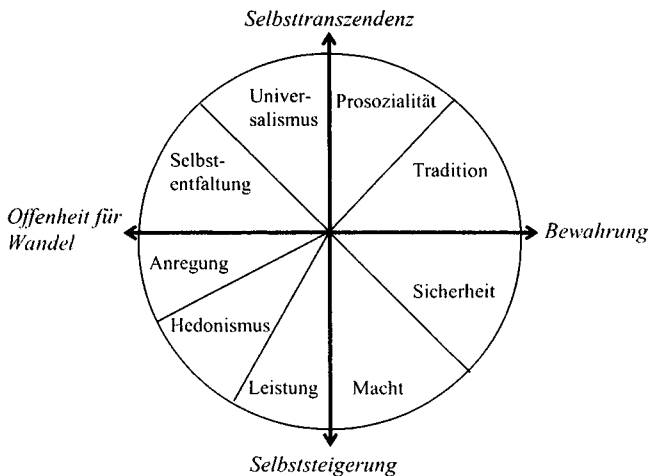 Selbsttranszendenz
Univer-
salismus
Prosozialität
Selbst-
entfaltung
Tradition
Offenheit für
Wandel
Bewahrung
Anregung
Sicherheit
Hedonismus
Leistung
Macht
Selbststeigerung